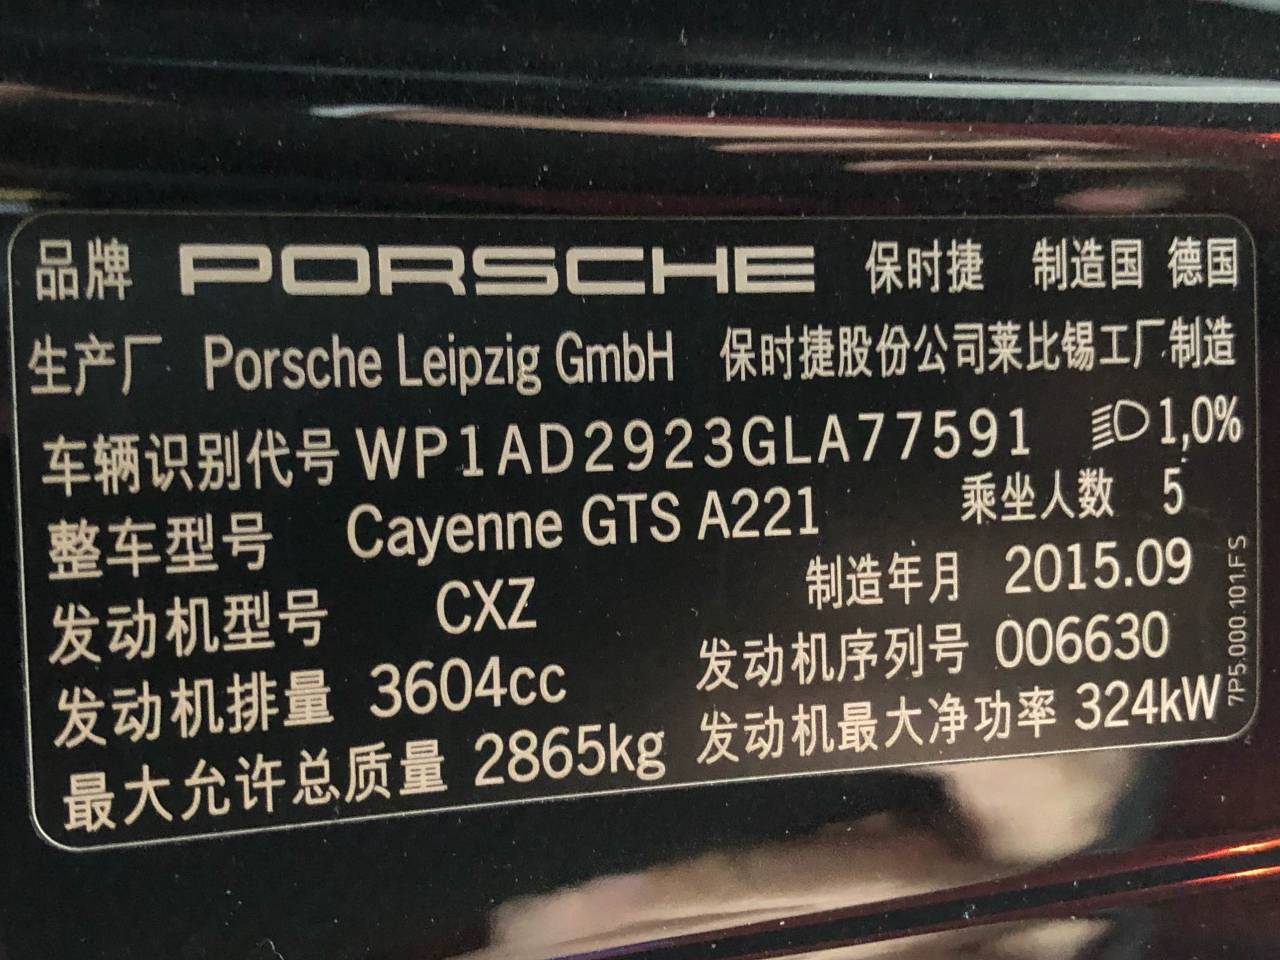 品牌 PORSCHE 保时捷 制造国 德国
生产厂 Porsche Leipzig GmbH 保时捷股份公司莱比锡工厂制造
车辆识别代号 WP1AD2923GLA77591 1,0%
整车型号 Cayenne GTS A221 乘坐人数 5
发动机型号 CXZ 制造年月 2015.09
发动机排量 3604cc 发动机序列号 006630
最大允许总质量 2865kg 发动机最大净功率 324kW
7P5.000.101.FS